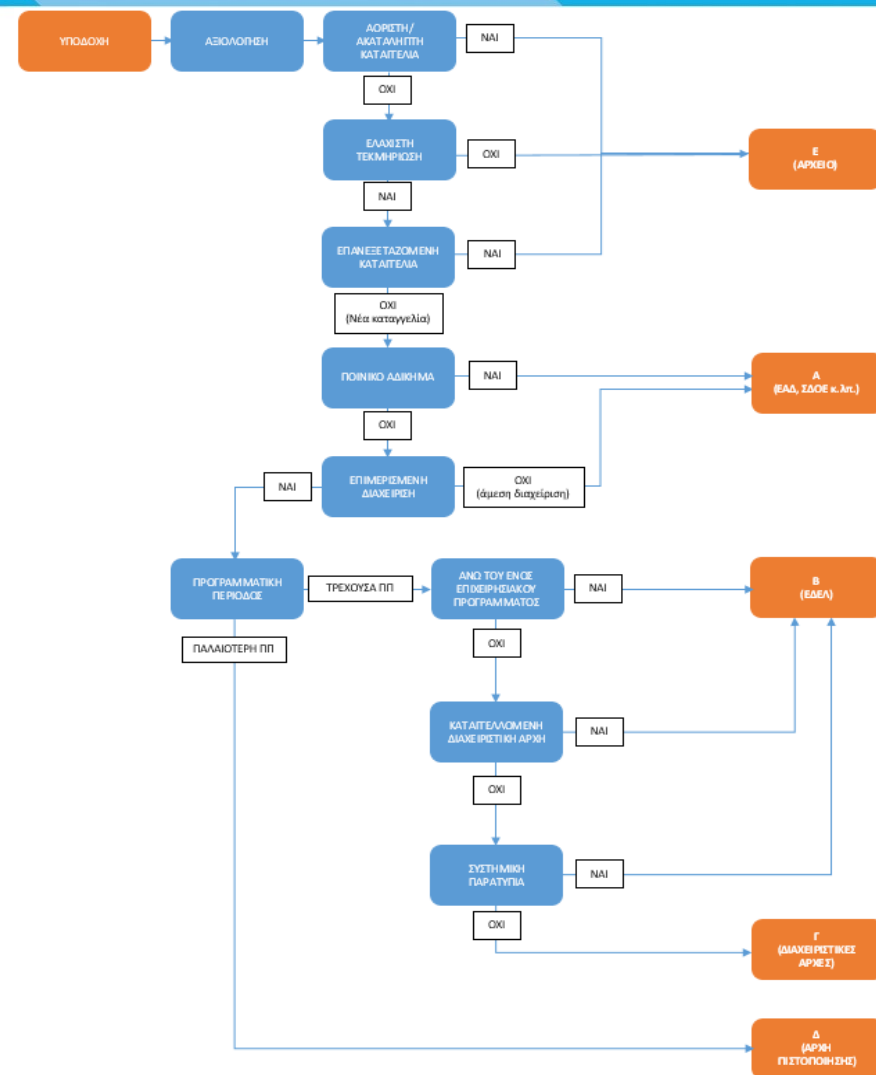 ΥΠΟΔΟΧΗ
ΑΞΙΟΛΟΓΗΣΗ
ΑΟΡΙΣΤΗ/
ΑΚΑΤΑΛΗΠΤΗ
ΚΑΤΑΓΓΕΛΙΑ
ΝΑΙ
ΟΧΙ
ΕΛΑΧΙΣΤΗ
ΤΕΚΜΗΡΙΩΣΗ
ΟΧΙ
Ε
(ΑΡΧΕΙΟ)
ΝΑΙ
ΕΠΑΝΕΞΕΤΑΖΟΜΕΝΗ
ΚΑΤΑΓΓΕΛΙΑ
ΝΑΙ
ΟΧΙ
(Νέα καταγγελία)
ΠΟΙΝΙΚΟ ΑΔΙΚΗΜΑ
ΝΑΙ
Α
(ΕΑΔ, ΣΔΟΕ κ.λπ.)
ΟΧΙ
ΕΠΙΜΕΡΙΣΜΕΝΗ
ΔΙΑΧΕΙΡΙΣΗ
ΝΑΙ
ΟΧΙ
(άμεση διαχείριση)
ΠΡΟΓΡΑΜΜΑΤΙΚΗ
ΠΕΡΙΟΔΟΣ
ΤΡΕΧΟΥΣΑ ΠΠ
ΑΝΩ ΤΟΥ ΕΝΟΣ
ΕΠΙΧΕΙΡΗΣΙΑΚΟΥ
ΠΡΟΓΡΑΜΜΑΤΟΣ
ΝΑΙ
Β
(ΕΔΕΛ)
ΠΑΛΑΙΟΤΕΡΗ ΠΠ
ΟΧΙ
ΚΑΤΑΓΓΕΛΛΟΜΕΝΗ
ΔΙΑΧΕΙΡΙΣΤΙΚΗ ΑΡΧΗ
ΝΑΙ
ΟΧΙ
ΣΥΣΤΗΜΙΚΗ
ΠΑΡΑΤΥΠΙΑ
ΝΑΙ
ΟΧΙ
Γ
(ΔΙΑΧΕΙΡΙΣΤΙΚΕΣ
ΑΡΧΕΣ)
Δ
(ΑΡΧΗ
ΠΙΣΤΟΠΟΙΗΣΗΣ)